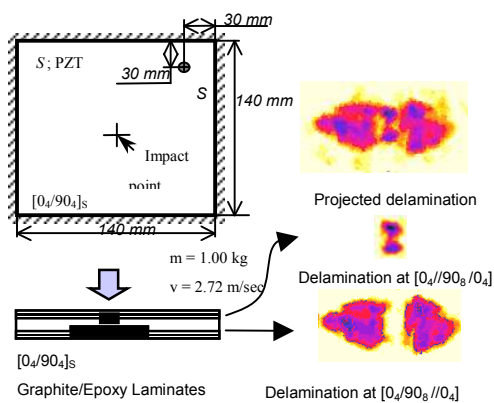 30 mm
S ; PZT
30 mm
S
140 mm
Impact
point
[0₄/90₄]s
140 mm
Projected delamination
m = 1.00 kg
v = 2.72 m/sec
Delamination at [0₄//90₈/0₄]
[0₄/90₄]s
Graphite/Epoxy Laminates
Delamination at [0₄/90₈//0₄]